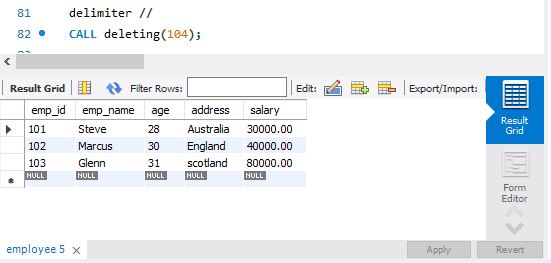 81 delimiter //
82 CALL deleting(104);
Result Grid Filter Rows: Edit: Export/Import:
emp_id emp_name age address salary
101 Steve 28 Australia 30000.00
102 Marcus 30 England 40000.00
103 Glenn 31 scotland 80000.00
NULL NULL NULL NULL NULL
Result
Grid
Form
Editor
employee 5 Apply Revert